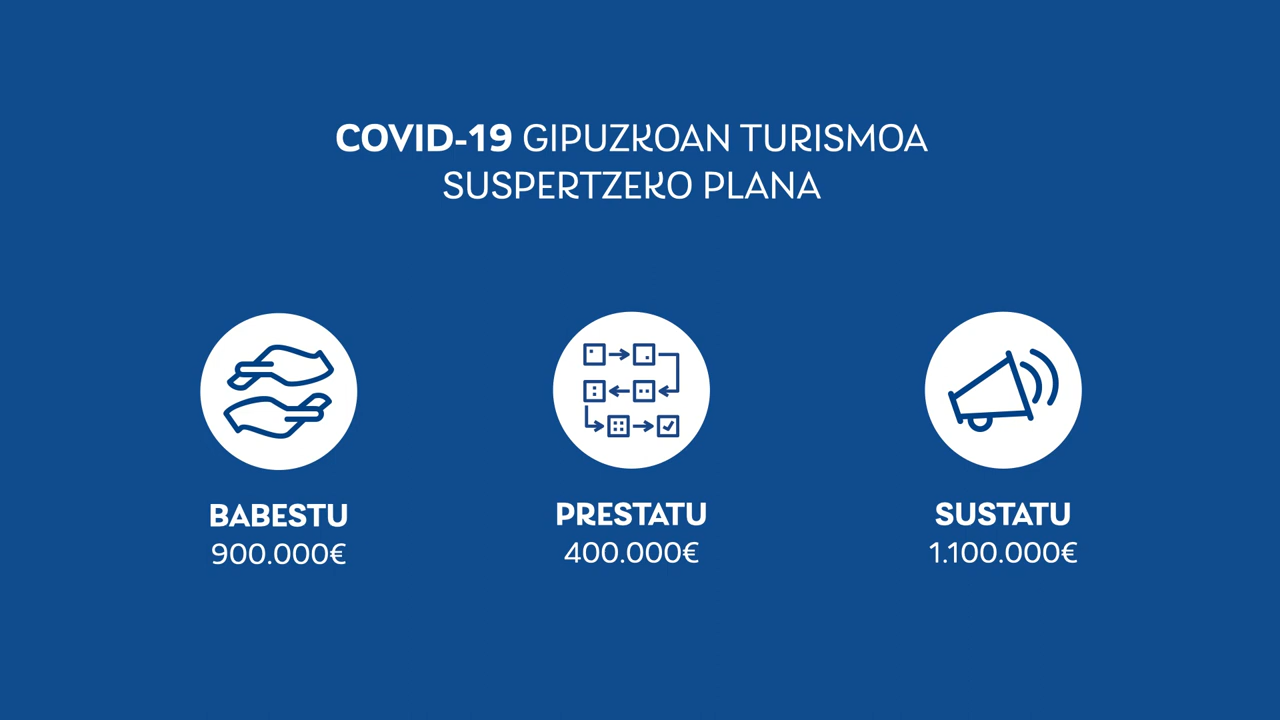 COVID-19 GIPUZKOAN TURISMOA
SUSPERTZEKO PLANA
BABESTU
900.000€
PRESTATU
400.000€
SUSTATU
1.100.000€